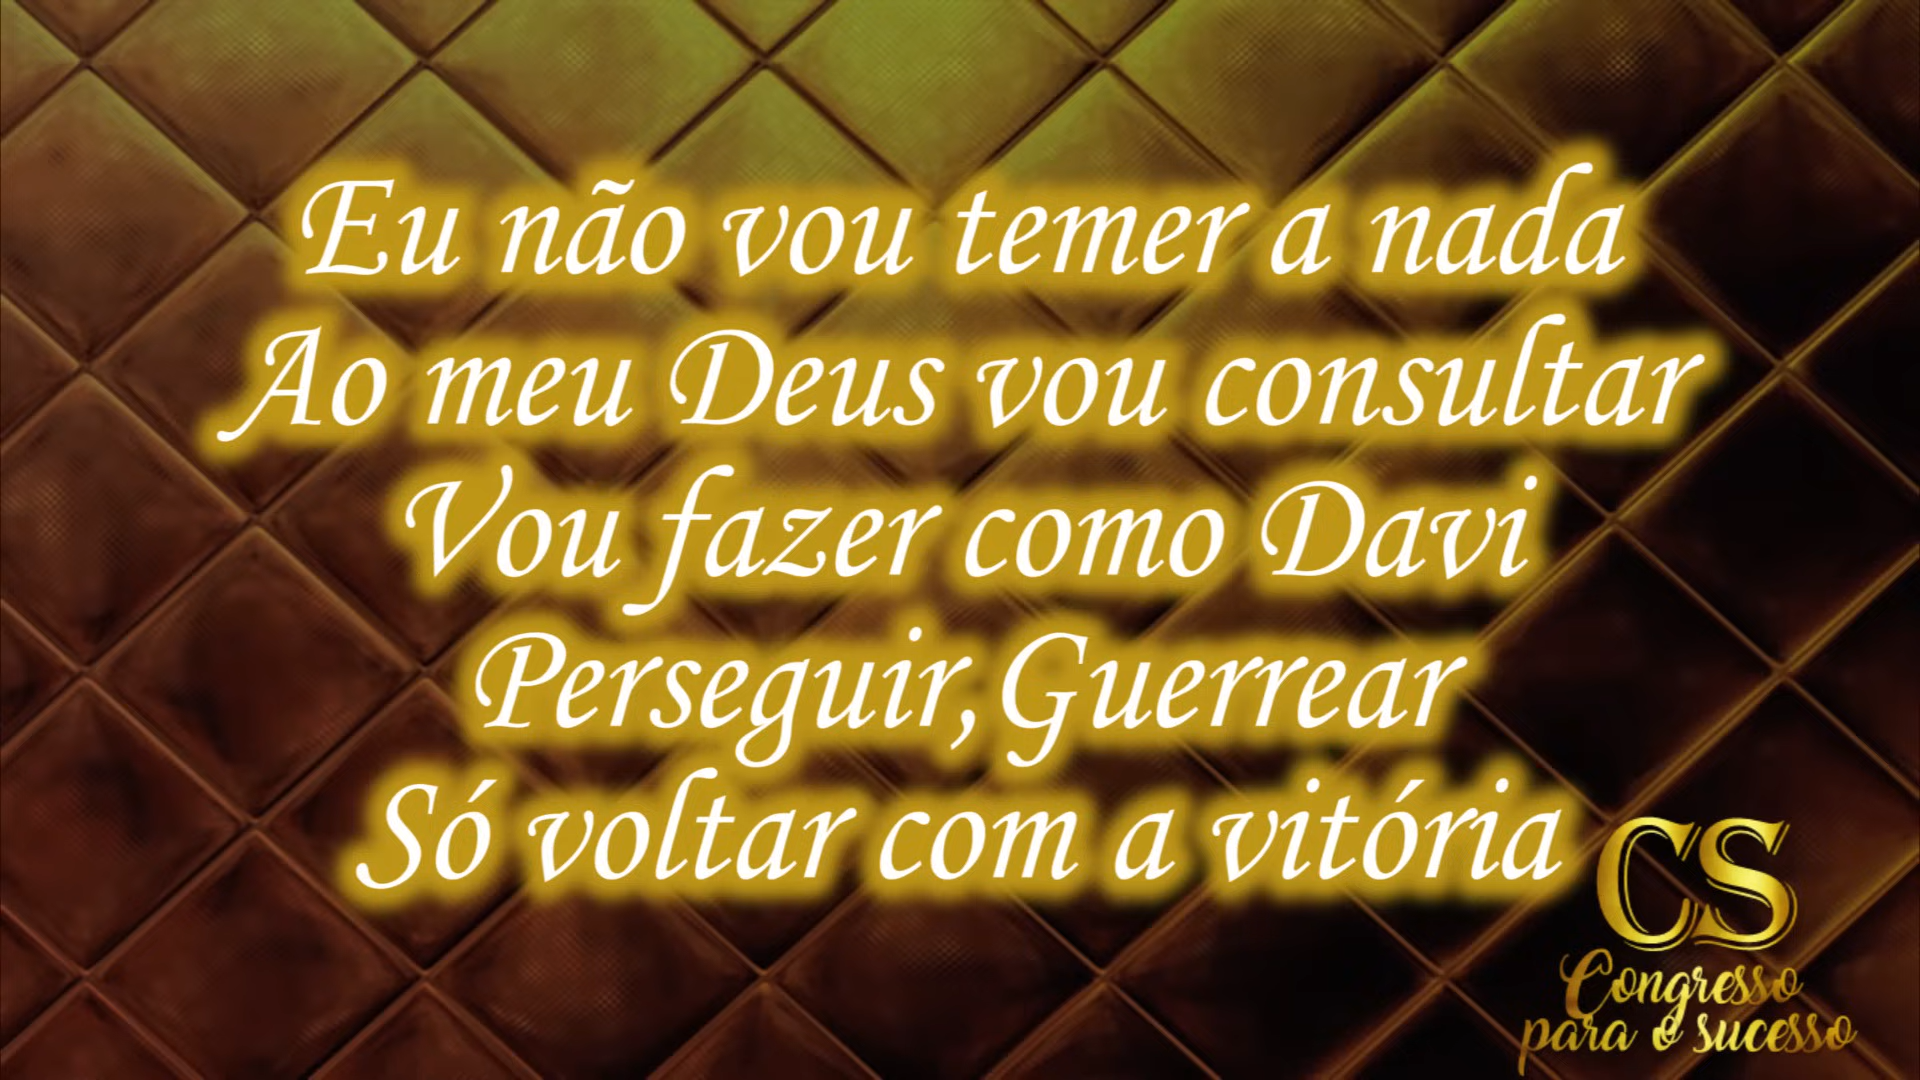 Eu não vou temer a nada
Ao meu Deus vou consultar
Vou fazer como Davi
Perseguir,Guerrear
Só voltar com a vitória
CS
Congresso
para o sucesso